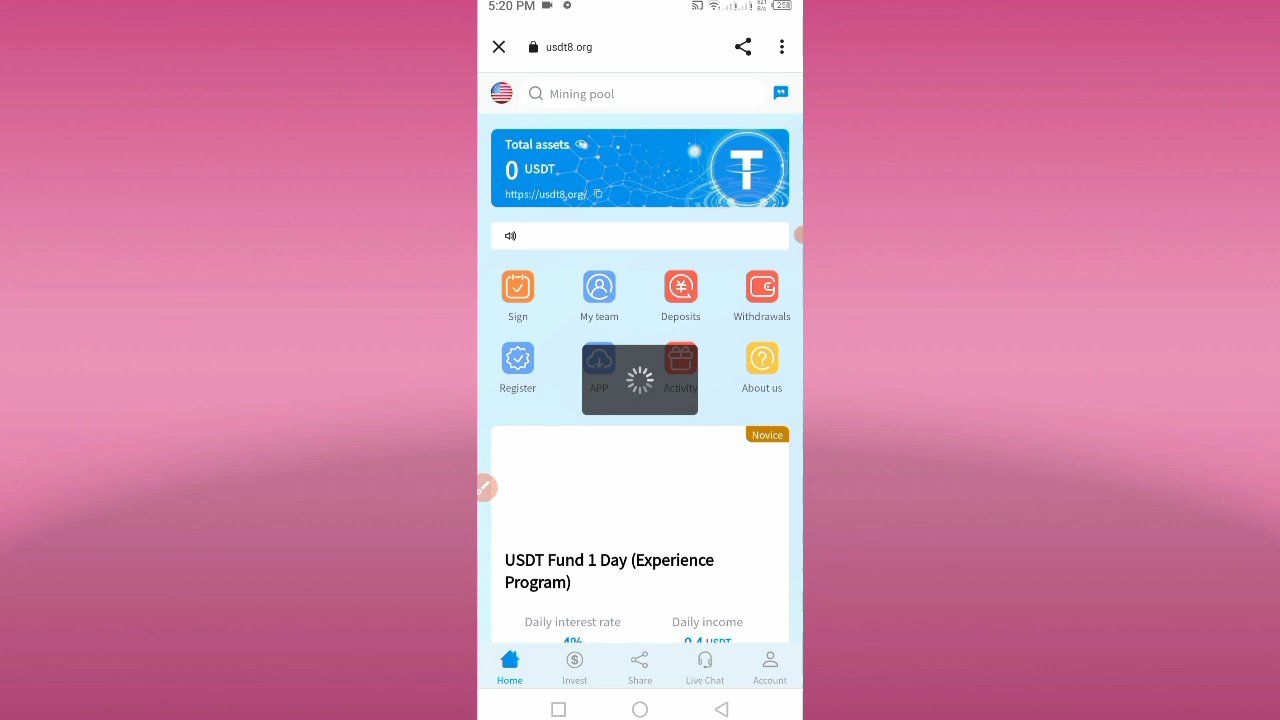 5:20 PM
usdt8.org
Mining pool
Total assets
0 USDT
https://usdt8.org/
Sign
My team
Deposits
Withdrawals
Register
APP
Activity
About us
Novice
USDT Fund 1 Day (Experience
Program)
Daily interest rate
Daily income
4%
0.4 USDT
Home
Invest
Share
Live Chat
Account